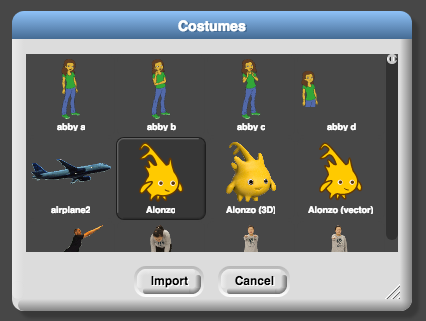 Costumes
abby a
abby b
abby c
abby d
airplane2
Alonzo
Alonzo (3D)
Alonzo (vector)
Import
Cancel